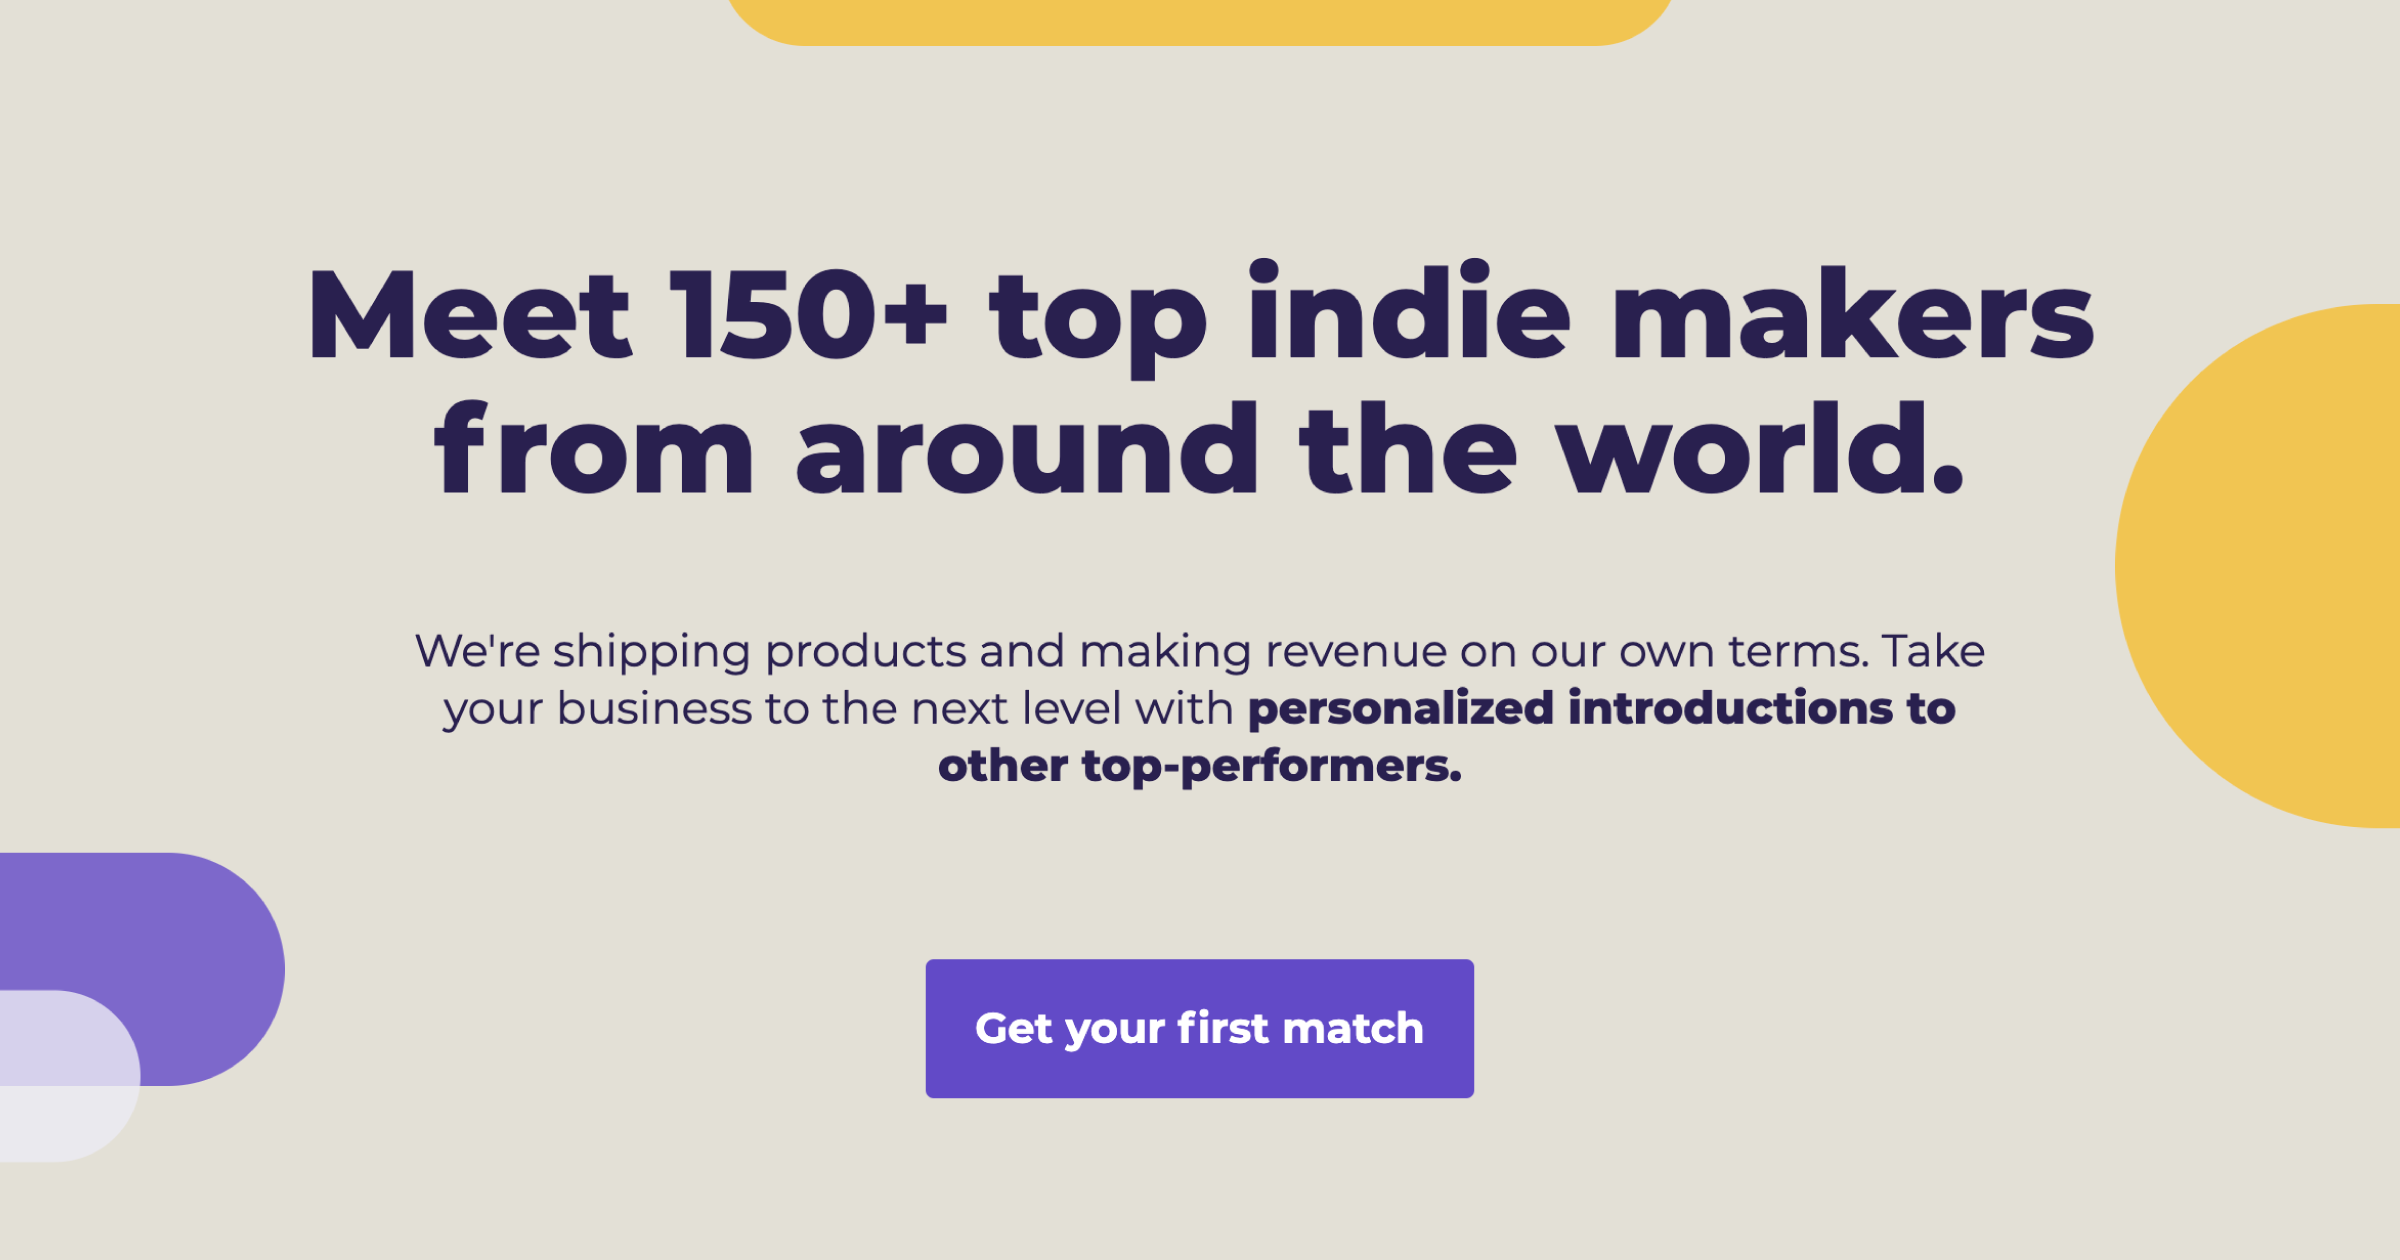 Meet 150+ top indie makers
from around the world.
We're shipping products and making revenue on our own terms. Take
your business to the next level with personalized introductions to
other top-performers.
Get your first match